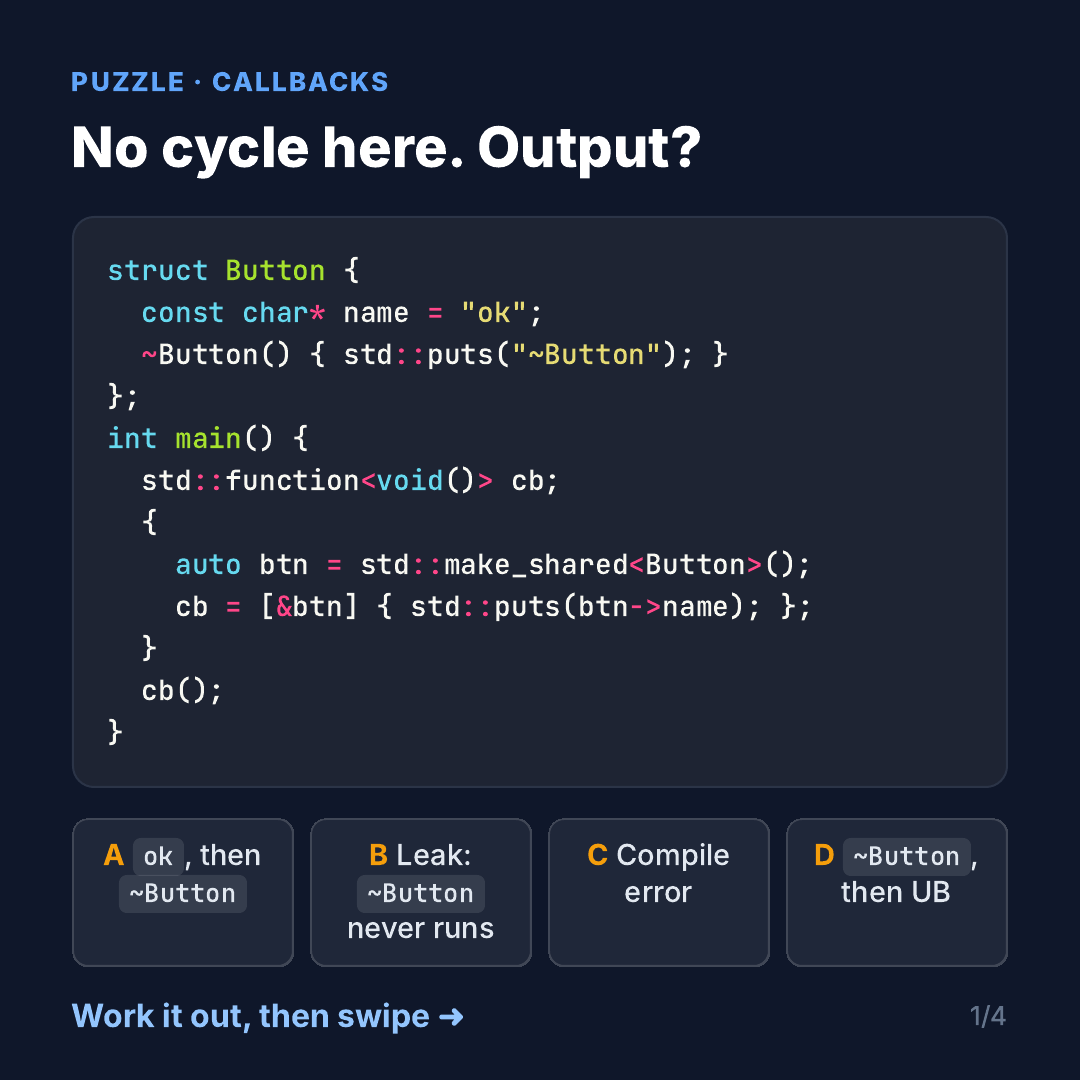 PUZZLE · CALLBACKS
No cycle here. Output?
struct Button {
  const char* name = "ok";
  ~Button() { std::puts("~Button"); }
};
int main() {
  std::function<void()> cb;
  {
    auto btn = std::make_shared<Button>();
    cb = [&btn] { std::puts(btn->name); };
  }
  cb();
}
A ok, then
~Button
B Leak:
~Button
never runs
C Compile
error
D ~Button,
then UB
Work it out, then swipe ➜
1/4